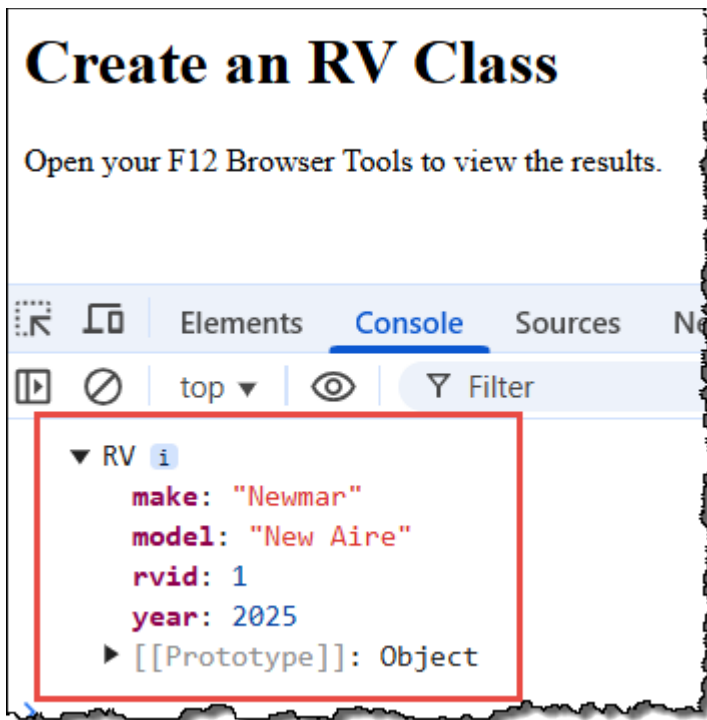 Create an RV Class
Open your F12 Browser Tools to view the results.
Elements Console Sources
top ▼ Filter
▼ RV i
make: "Newmar"
model: "New Aire"
rvid: 1
year: 2025
▶ [[Prototype]]: Object